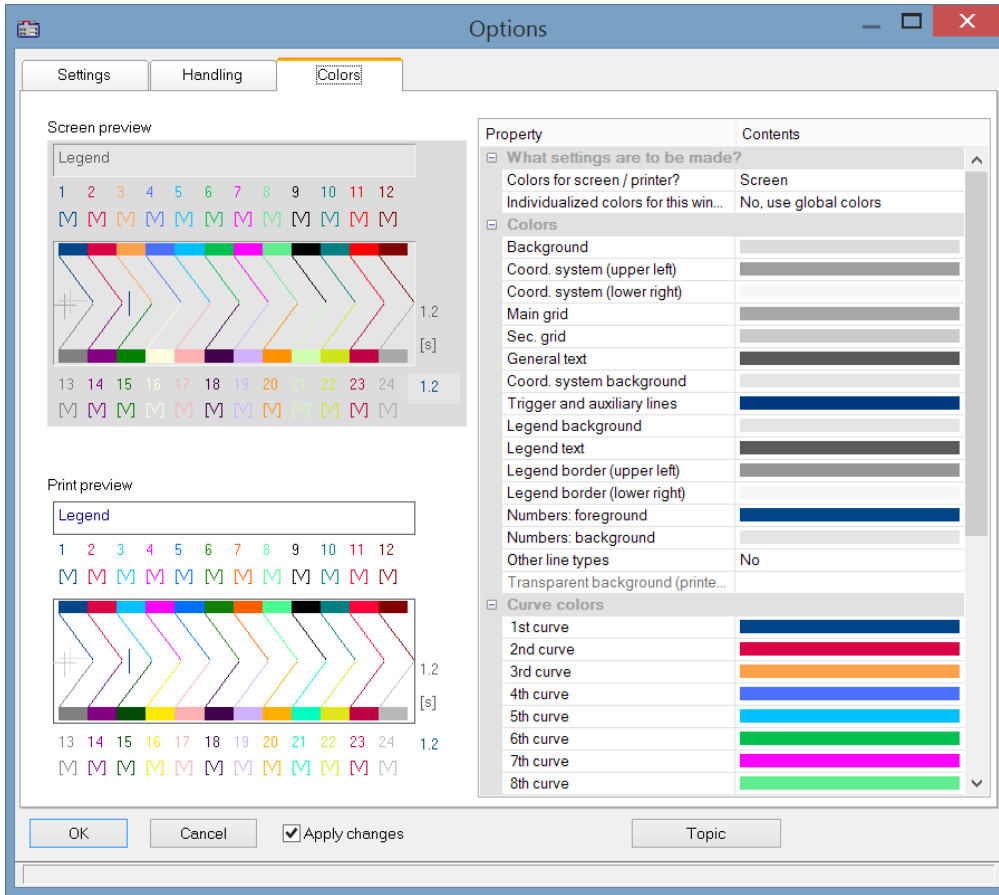 Options
Settings Handling Colors
Screen preview
Legend
1 2 3 4 5 6 7 8 9 10 11 12
[V] [V] [V] [V] [V] [V] [V] [V] [V] [V] [V] [V]
1.2
[s]
13 14 15 16 17 18 19 20 21 22 23 24 1.2
[V] [V] [V] [V] [V] [V] [V] [V] [V] [V] [V] [V]
Print preview
Legend
1 2 3 4 5 6 7 8 9 10 11 12
[V] [V] [V] [V] [V] [V] [V] [V] [V] [V] [V] [V]
1.2
[s]
13 14 15 16 17 18 19 20 21 22 23 24 1.2
[V] [V] [V] [V] [V] [V] [V] [V] [V] [V] [V] [V]
Property Contents
What settings are to be made?
Colors for screen / printer? Screen
Individualized colors for this win... No, use global colors
Colors
Background
Coord. system (upper left)
Coord. system (lower right)
Main grid
Sec. grid
General text
Coord. system background
Trigger and auxiliary lines
Legend background
Legend text
Legend border (upper left)
Legend border (lower right)
Numbers: foreground
Numbers: background
Other line types No
Transparent background (printe...
Curve colors
1st curve
2nd curve
3rd curve
4th curve
5th curve
6th curve
7th curve
8th curve
OK Cancel Apply changes Topic